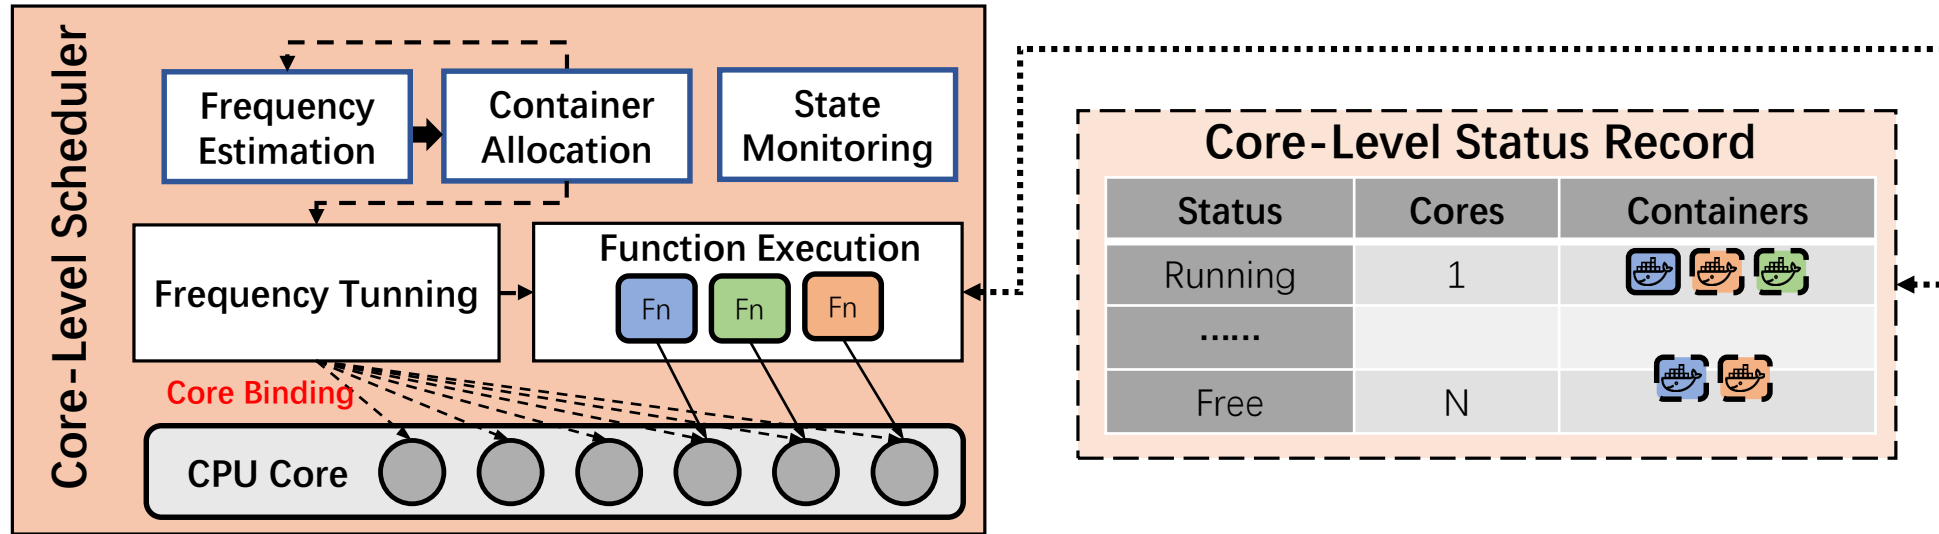 Core-Level Scheduler
Frequency
Estimation
Container
Allocation
State
Monitoring
Frequency Tunning
Function Execution
Fn
Fn
Fn
Core Binding
CPU Core
Core-Level Status Record
Status Cores Containers
Running 1
......
Free N